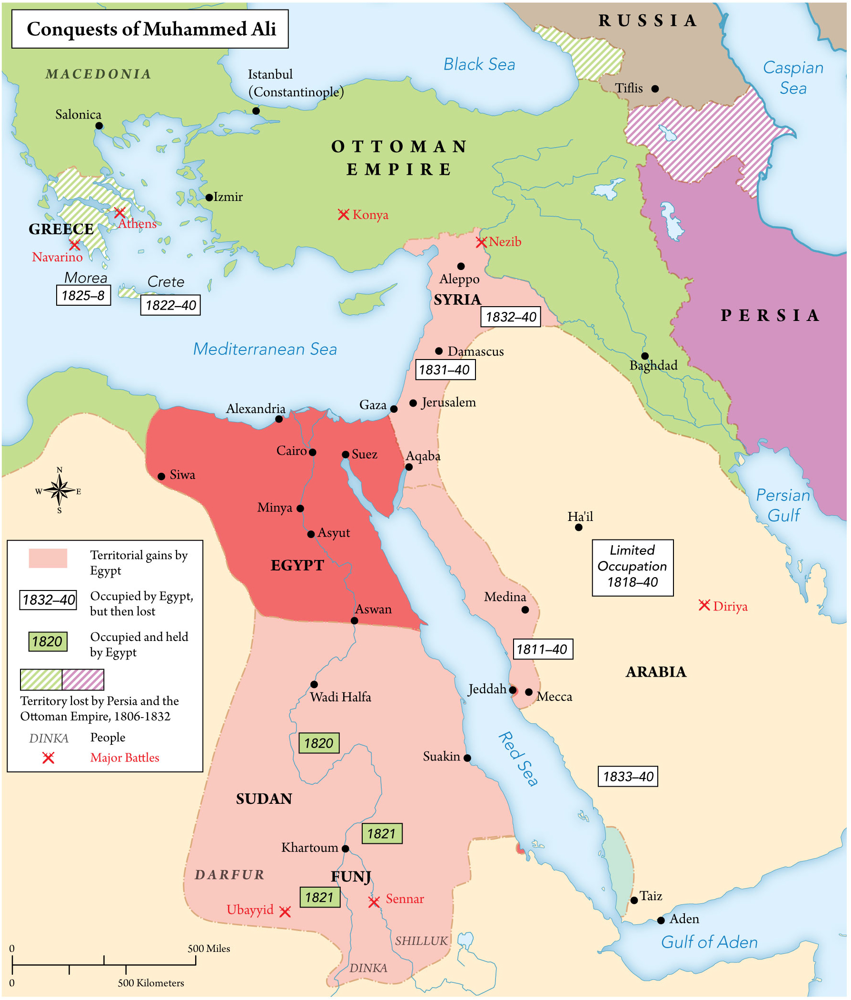 Conquests of Muhammed Ali
RUSSIA
Black Sea
Caspian
Sea
MACEDONIA
Istanbul
(Constantinople)
Tiflis
Salonica
OTTOMAN
EMPIRE
Izmir
Konya
Athens
GREECE
Nezib
Navarino
Morea
1825–8
Crete
1822–40
Aleppo
SYRIA
1832–40
PERSIA
Mediterranean Sea
Damascus
1831–40
Baghdad
Alexandria
Gaza
Jerusalem
Cairo
Suez
Aqaba
Siwa
N
W
E
S
Persian
Gulf
Minya
Ha'il
Asyut
Limited
Occupation
1818–40
EGYPT
Medina
Diriya
Aswan
1811–40
ARABIA
Jeddah
Mecca
Wadi Halfa
1820
Suakin
Red Sea
1833–40
SUDAN
1821
Khartoum
DARFUR
FUNJ
1821
Ubayyid
Sennar
Taiz
Aden
SHILLUK
Gulf of Aden
DINKA
Territorial gains by
Egypt
1832–40
Occupied by Egypt,
but then lost
1820
Occupied and held
by Egypt
Territory lost by Persia and the
Ottoman Empire, 1806-1832
DINKA
People
Major Battles
0
500 Miles
0
500 Kilometers